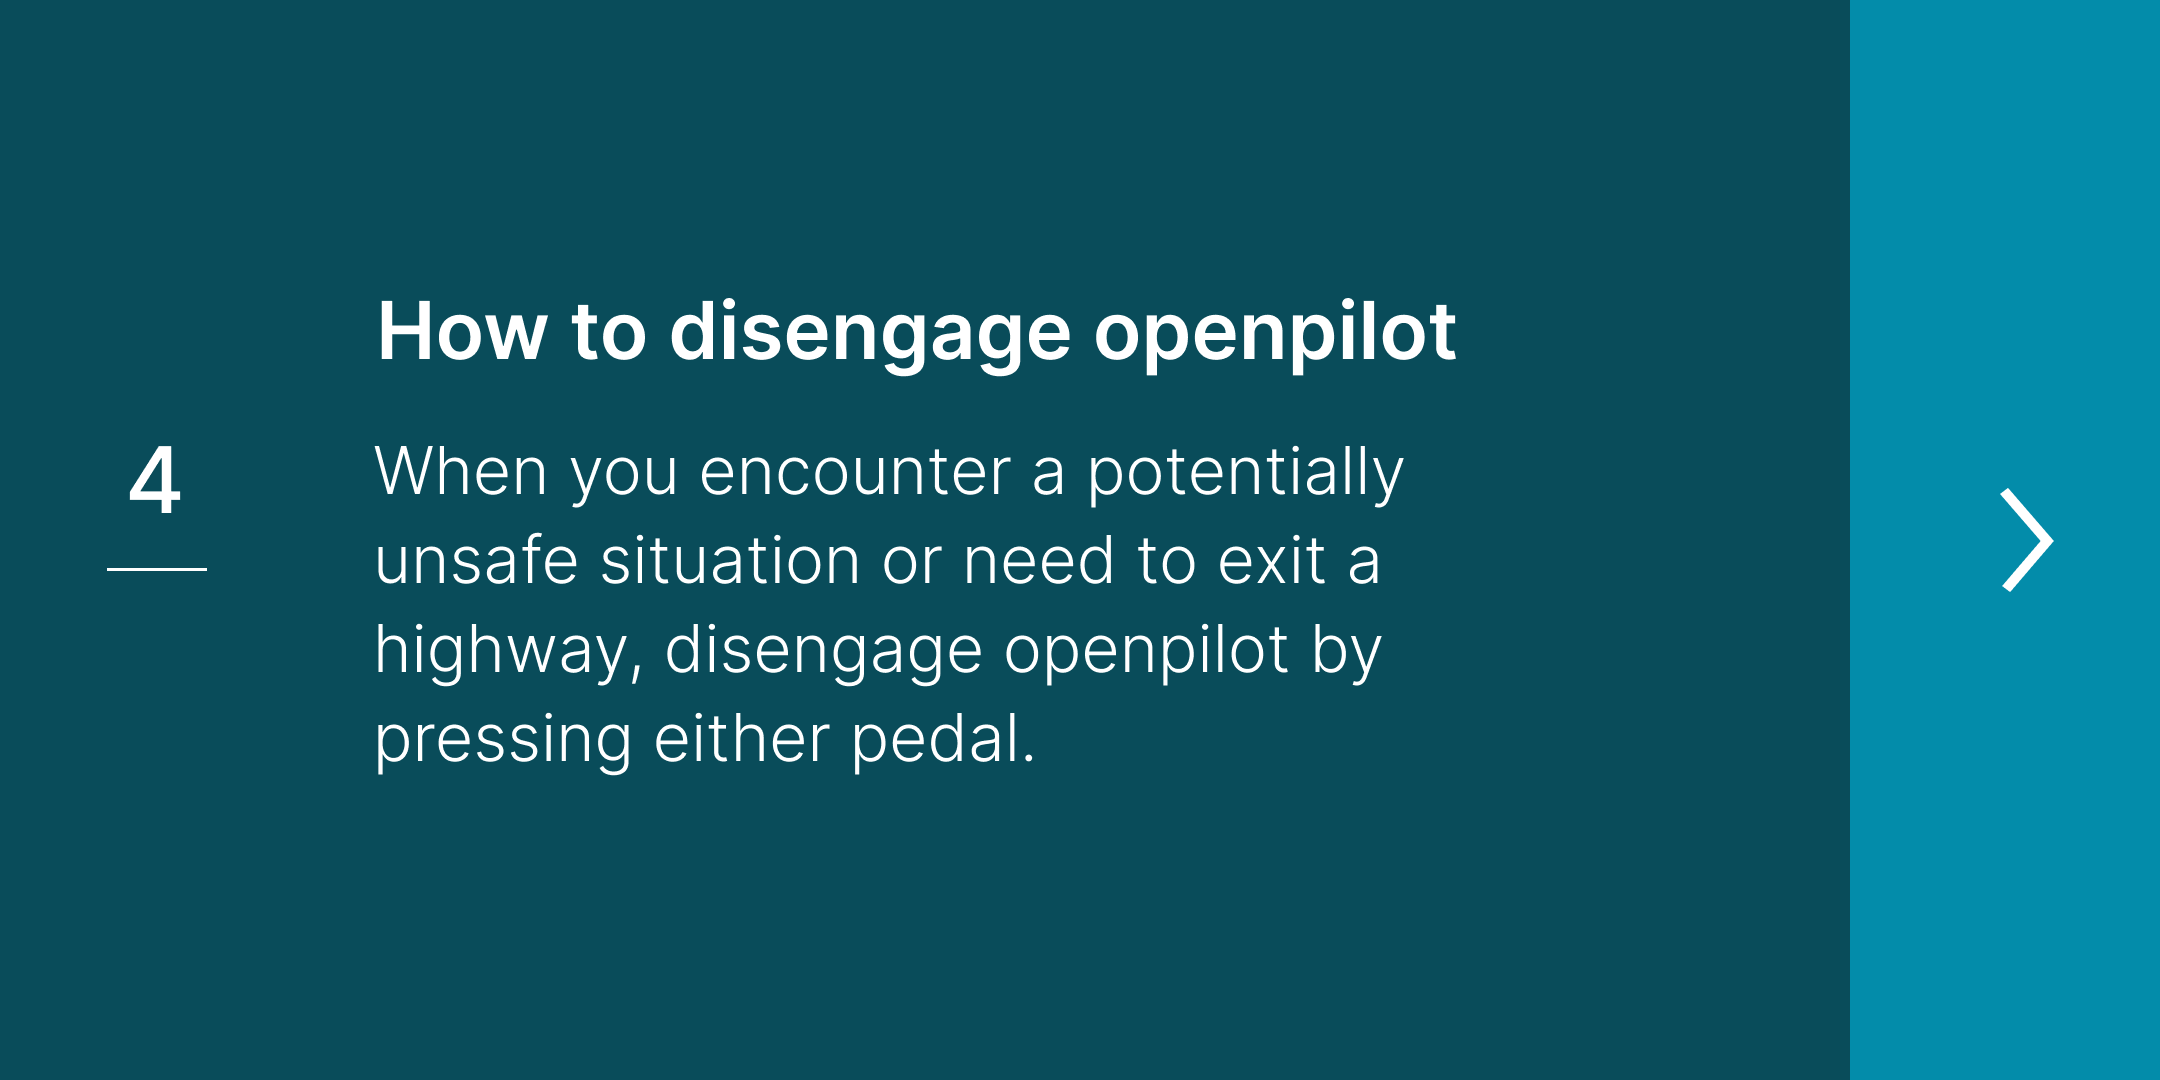 How to disengage openpilot
4
When you encounter a potentially
unsafe situation or need to exit a
highway, disengage openpilot by
pressing either pedal.